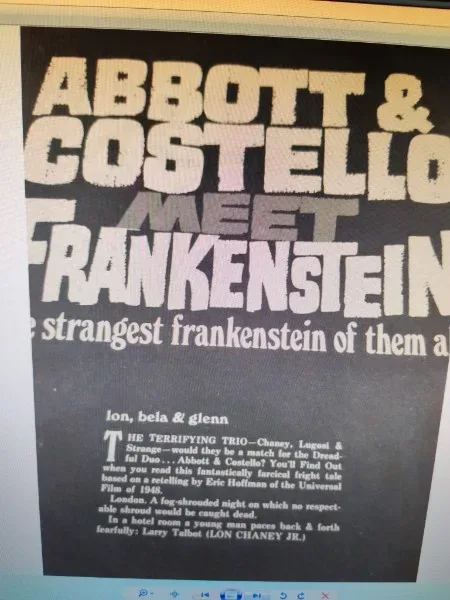 ABBOTT &
COSTELLO
MEET
FRANKENSTEIN
e strangest frankenstein of them a
lon, bela & glenn
THE TERRIFYING TRIO—Chaney, Lugosi &
Strange—would they be a match for the Dread-
ful Duo... Abbott & Costello? You'll Find Out
when you read this fantastically farcical fright tale
based on a retelling by Eric Hoffman of the Universal
Film of 1948.
London. A fog-shrouded night on which no respect-
able shroud would be caught dead.
In a hotel room a young man paces back & forth
fearfully: Larry Talbot (LON CHANEY JR.)